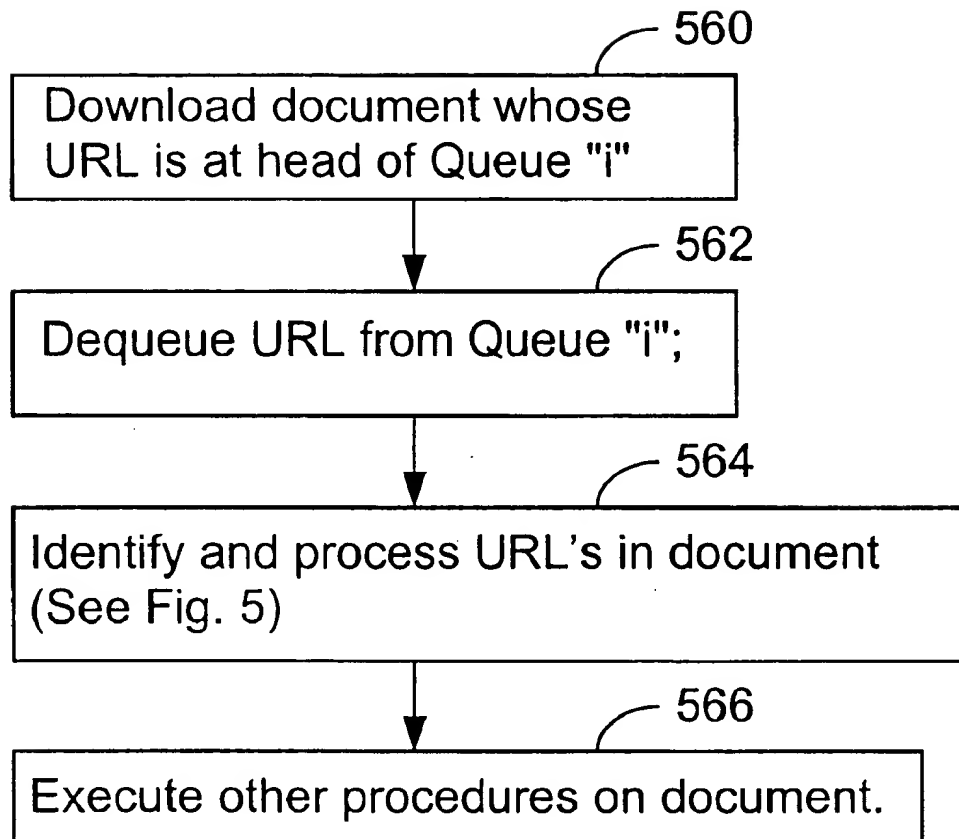 560
Download document whose
URL is at head of Queue "i"
562
Dequeue URL from Queue "i";
564
Identify and process URL's in document
(See Fig. 5)
566
Execute other procedures on document.